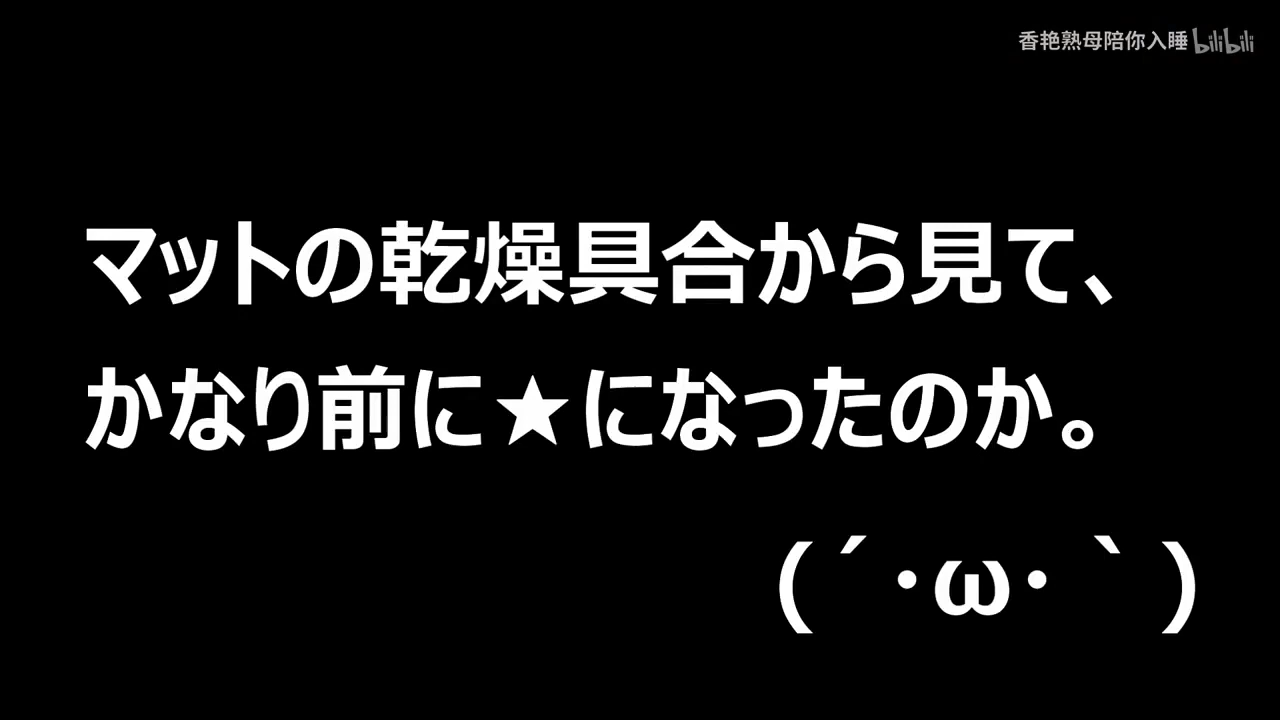 香艳熟母陪你入睡 bilibili
マットの乾燥具合から見て、
かなり前に★になったのか。
(´･ω･｀)